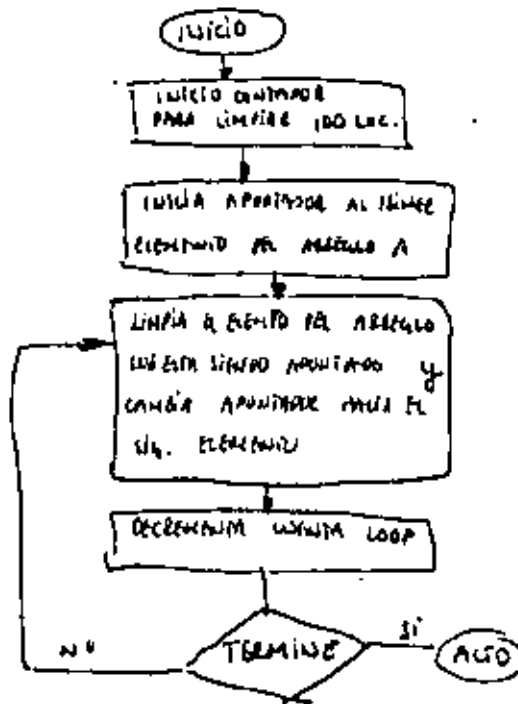 INICIO
INICIO CONTADOR
PARA LIMPIAR 100 LOC.
INICIA APUNTADOR AL PRIMER
ELEMENTO DEL ARREGLO A
LIMPIA EL ELEMENTO DEL ARREGLO
QUE ESTA SIENDO APUNTADO y
CAMBIA APUNTADOR HACIA EL
SIG. ELEMENTO
DECREMENTA CUENTA LOOP
TERMINE
NO
SI
ALTO